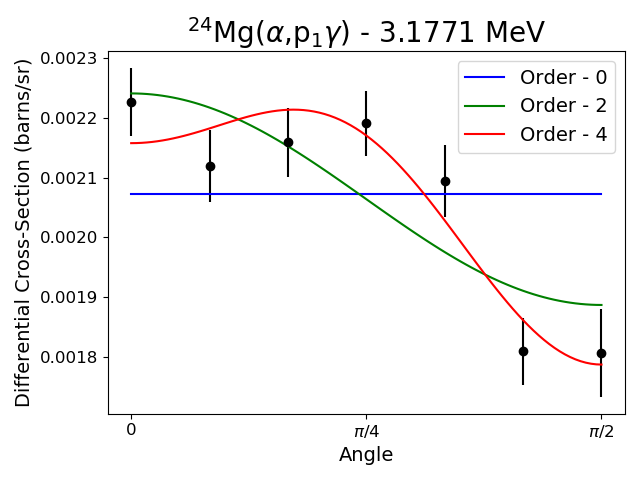 ²⁴Mg(α,p₁γ) - 3.1771 MeV
Differential Cross-Section (barns/sr)
0.0023
0.0022
0.0021
0.0020
0.0019
0.0018
Order - 0
Order - 2
Order - 4
0 π/4 π/2
Angle